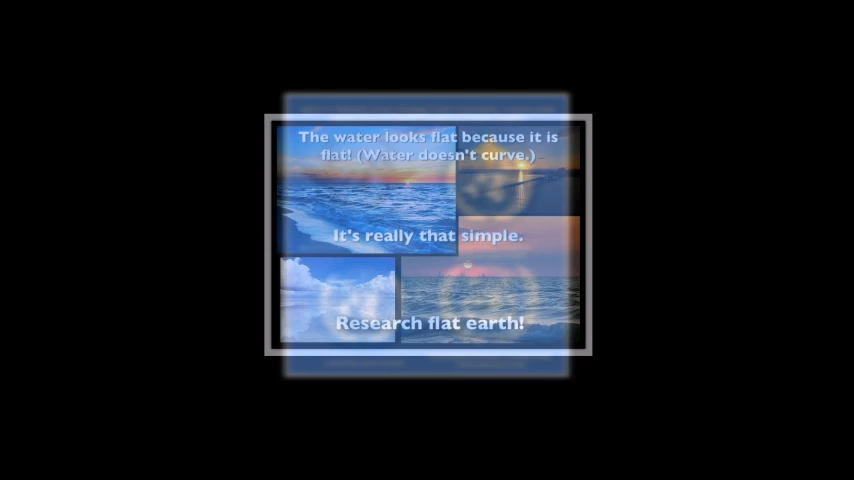 The water looks flat because it is
flat! (Water doesn't curve.)
It's really that simple.
Research flat earth!